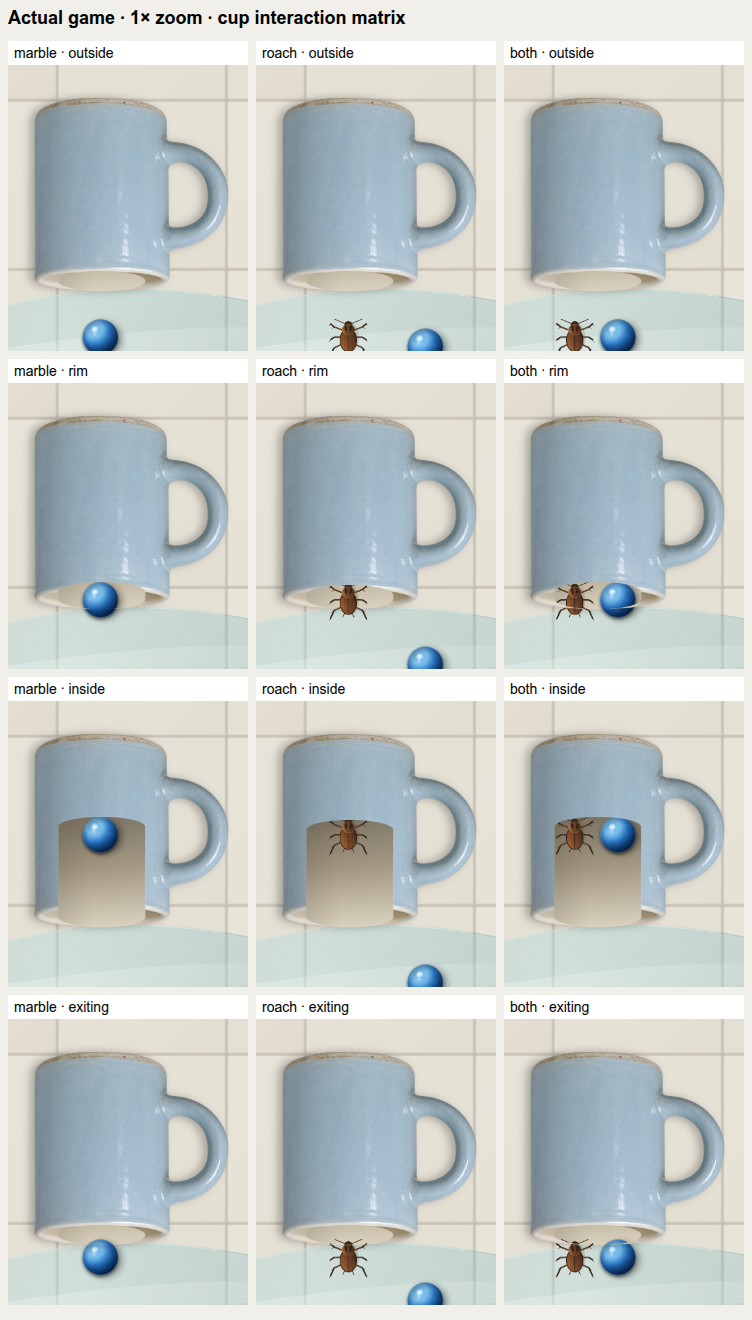 Actual game · 1× zoom · cup interaction matrix
marble · outside
roach · outside
both · outside
marble · rim
roach · rim
both · rim
marble · inside
roach · inside
both · inside
marble · exiting
roach · exiting
both · exiting